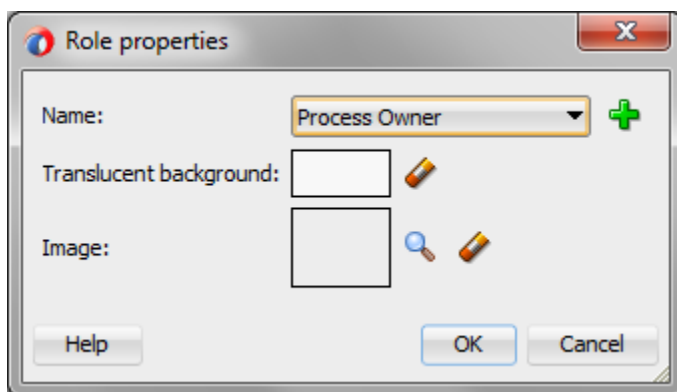 Role properties
Name:
Process Owner
Translucent background:
Image:
Help
OK
Cancel